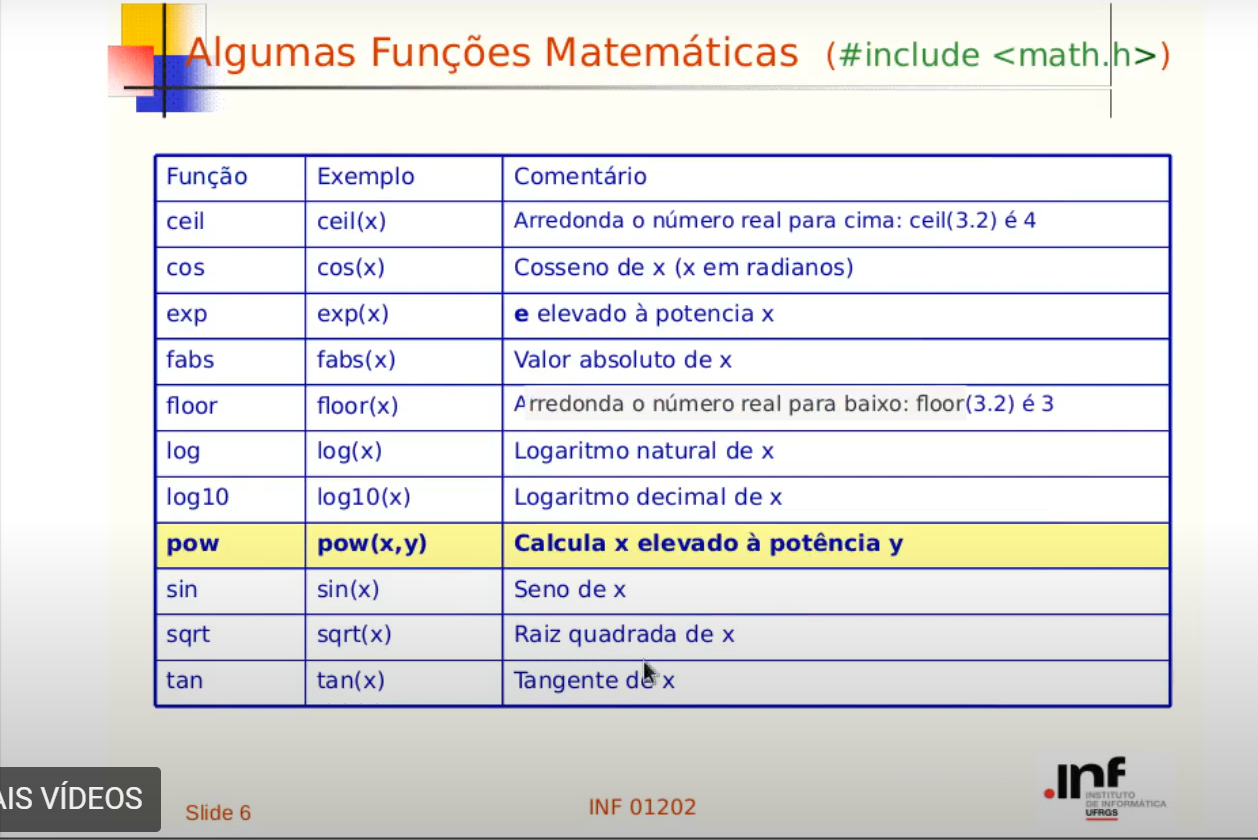 Algumas Funções Matemáticas (#include <math.h>)
Função Exemplo Comentário
ceil ceil(x) Arredonda o número real para cima: ceil(3.2) é 4
cos cos(x) Cosseno de x (x em radianos)
exp exp(x) e elevado à potencia x
fabs fabs(x) Valor absoluto de x
floor floor(x) Arredonda o número real para baixo: floor(3.2) é 3
log log(x) Logaritmo natural de x
log10 log10(x) Logaritmo decimal de x
pow pow(x,y) Calcula x elevado à potência y
sin sin(x) Seno de x
sqrt sqrt(x) Raiz quadrada de x
tan tan(x) Tangente de x
AIS VÍDEOS
Slide 6
INF 01202
.inf
INSTITUTO
DE INFORMÁTICA
UFRGS